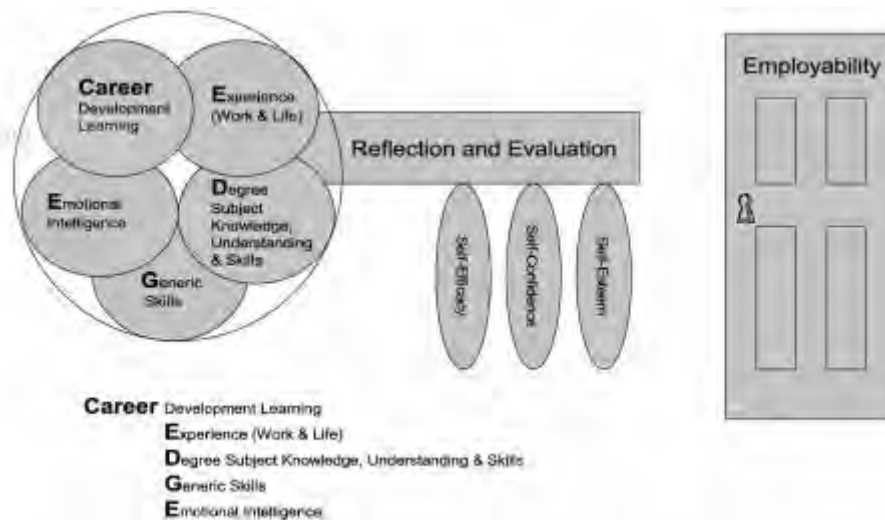 Career
Development
Learning
Experience
(Work & Life)
Emotional
Intelligence
Degree
Subject
Knowledge,
Understanding
& Skills
Generic
Skills
Reflection and Evaluation
Self-Efficacy
Self-Confidence
Self-Esteem
Employability
Career Development Learning
Experience (Work & Life)
Degree Subject Knowledge, Understanding & Skills
Generic Skills
Emotional Intelligence